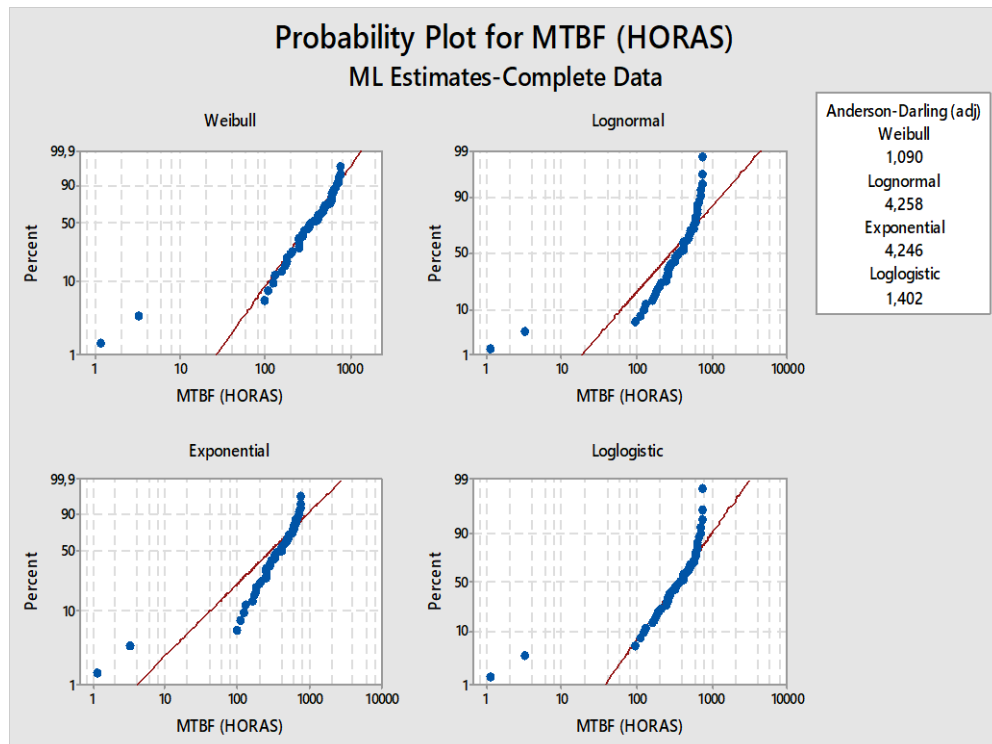 Probability Plot for MTBF (HORAS)
ML Estimates-Complete Data
Weibull
99,9
90
50
10
1
Percent
1 10 100 1000
MTBF (HORAS)
Lognormal
99
90
50
10
1
Percent
1 10 100 1000 10000
MTBF (HORAS)
Anderson-Darling (adj)
Weibull
1,090
Lognormal
4,258
Exponential
4,246
Loglogistic
1,402
Exponential
99,9
90
50
10
1
Percent
1 10 100 1000 10000
MTBF (HORAS)
Loglogistic
99
90
50
10
1
Percent
1 10 100 1000 10000
MTBF (HORAS)